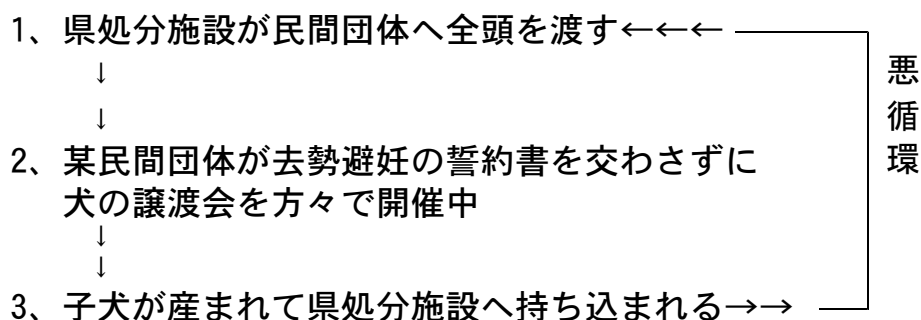 1、県処分施設が民間団体へ全頭を渡す←←←
↓
↓
2、某民間団体が去勢避妊の誓約書を交わさずに
犬の譲渡会を方々で開催中
↓
↓
3、子犬が産まれて県処分施設へ持ち込まれる→→
悪循環